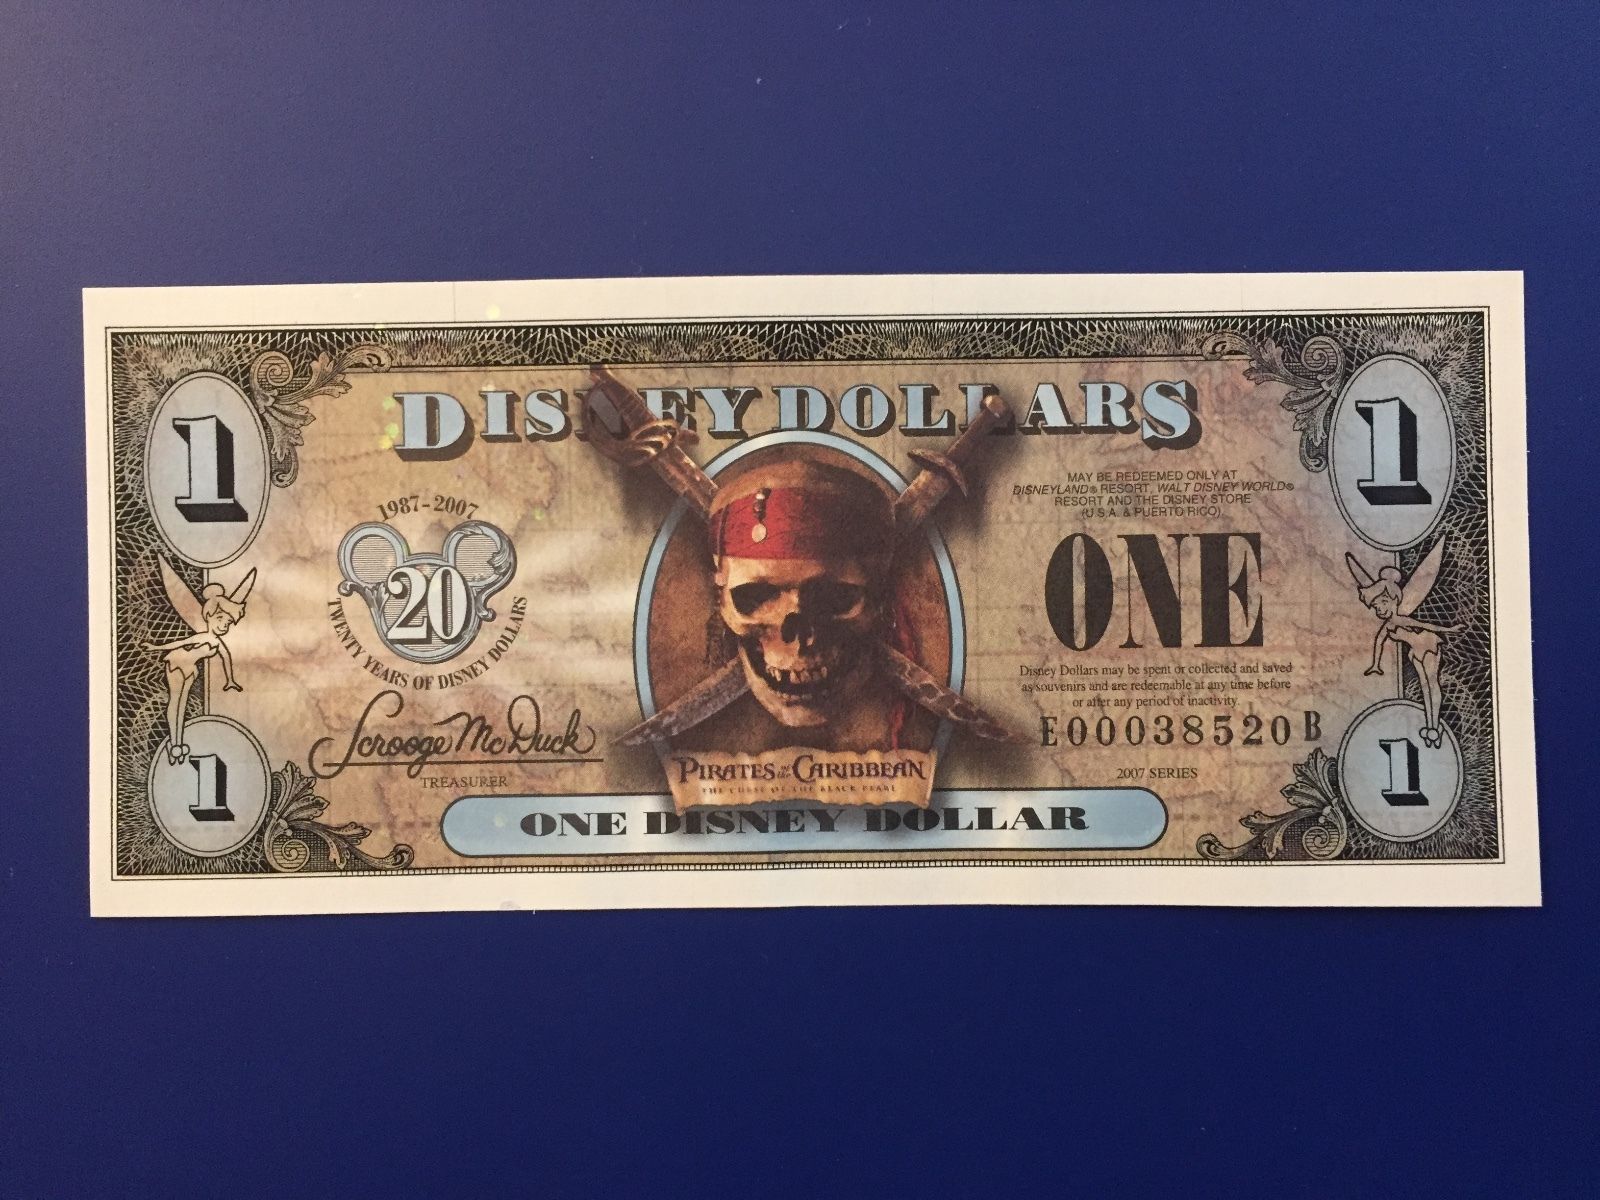 DISNEY DOLLARS
1
1
1987-2007
20
TWENTY YEARS OF DISNEY DOLLARS
MAY BE REDEEMED ONLY AT
DISNEYLAND® RESORT, WALT DISNEY WORLD®
RESORT AND THE DISNEY STORE
(U.S.A. & PUERTO RICO).
ONE
Disney Dollars may be spent or collected and saved
as souvenirs and are redeemable at any time before
or after any period of inactivity.
E00038520B
2007 SERIES
Scrooge McDuck
TREASURER
PIRATES of the CARIBBEAN
THE CURSE OF THE BLACK PEARL
1
1
ONE DISNEY DOLLAR